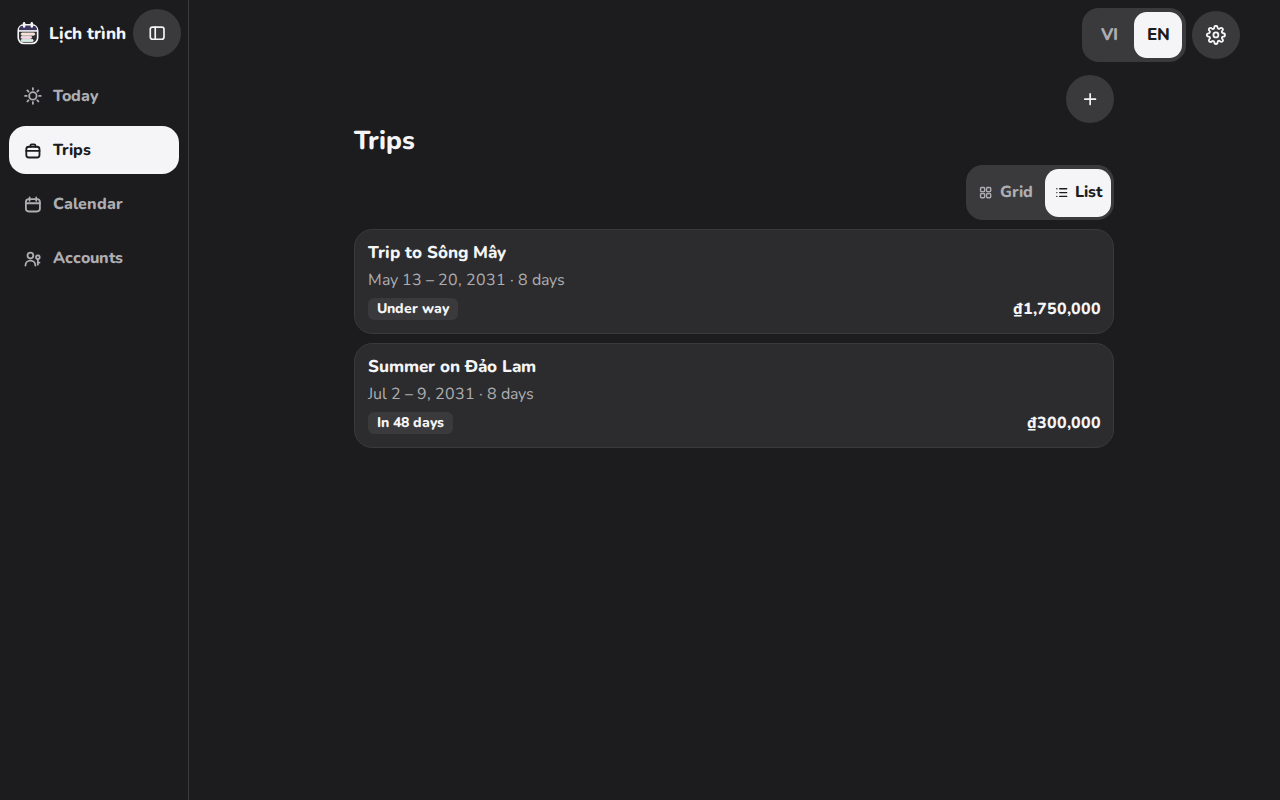 Lịch trình
VI
EN
Today
Trips
Calendar
Accounts
Trips
Grid
List
Trip to Sông Mây
May 13 – 20, 2031 · 8 days
Under way
₫1,750,000
Summer on Đảo Lam
Jul 2 – 9, 2031 · 8 days
In 48 days
₫300,000